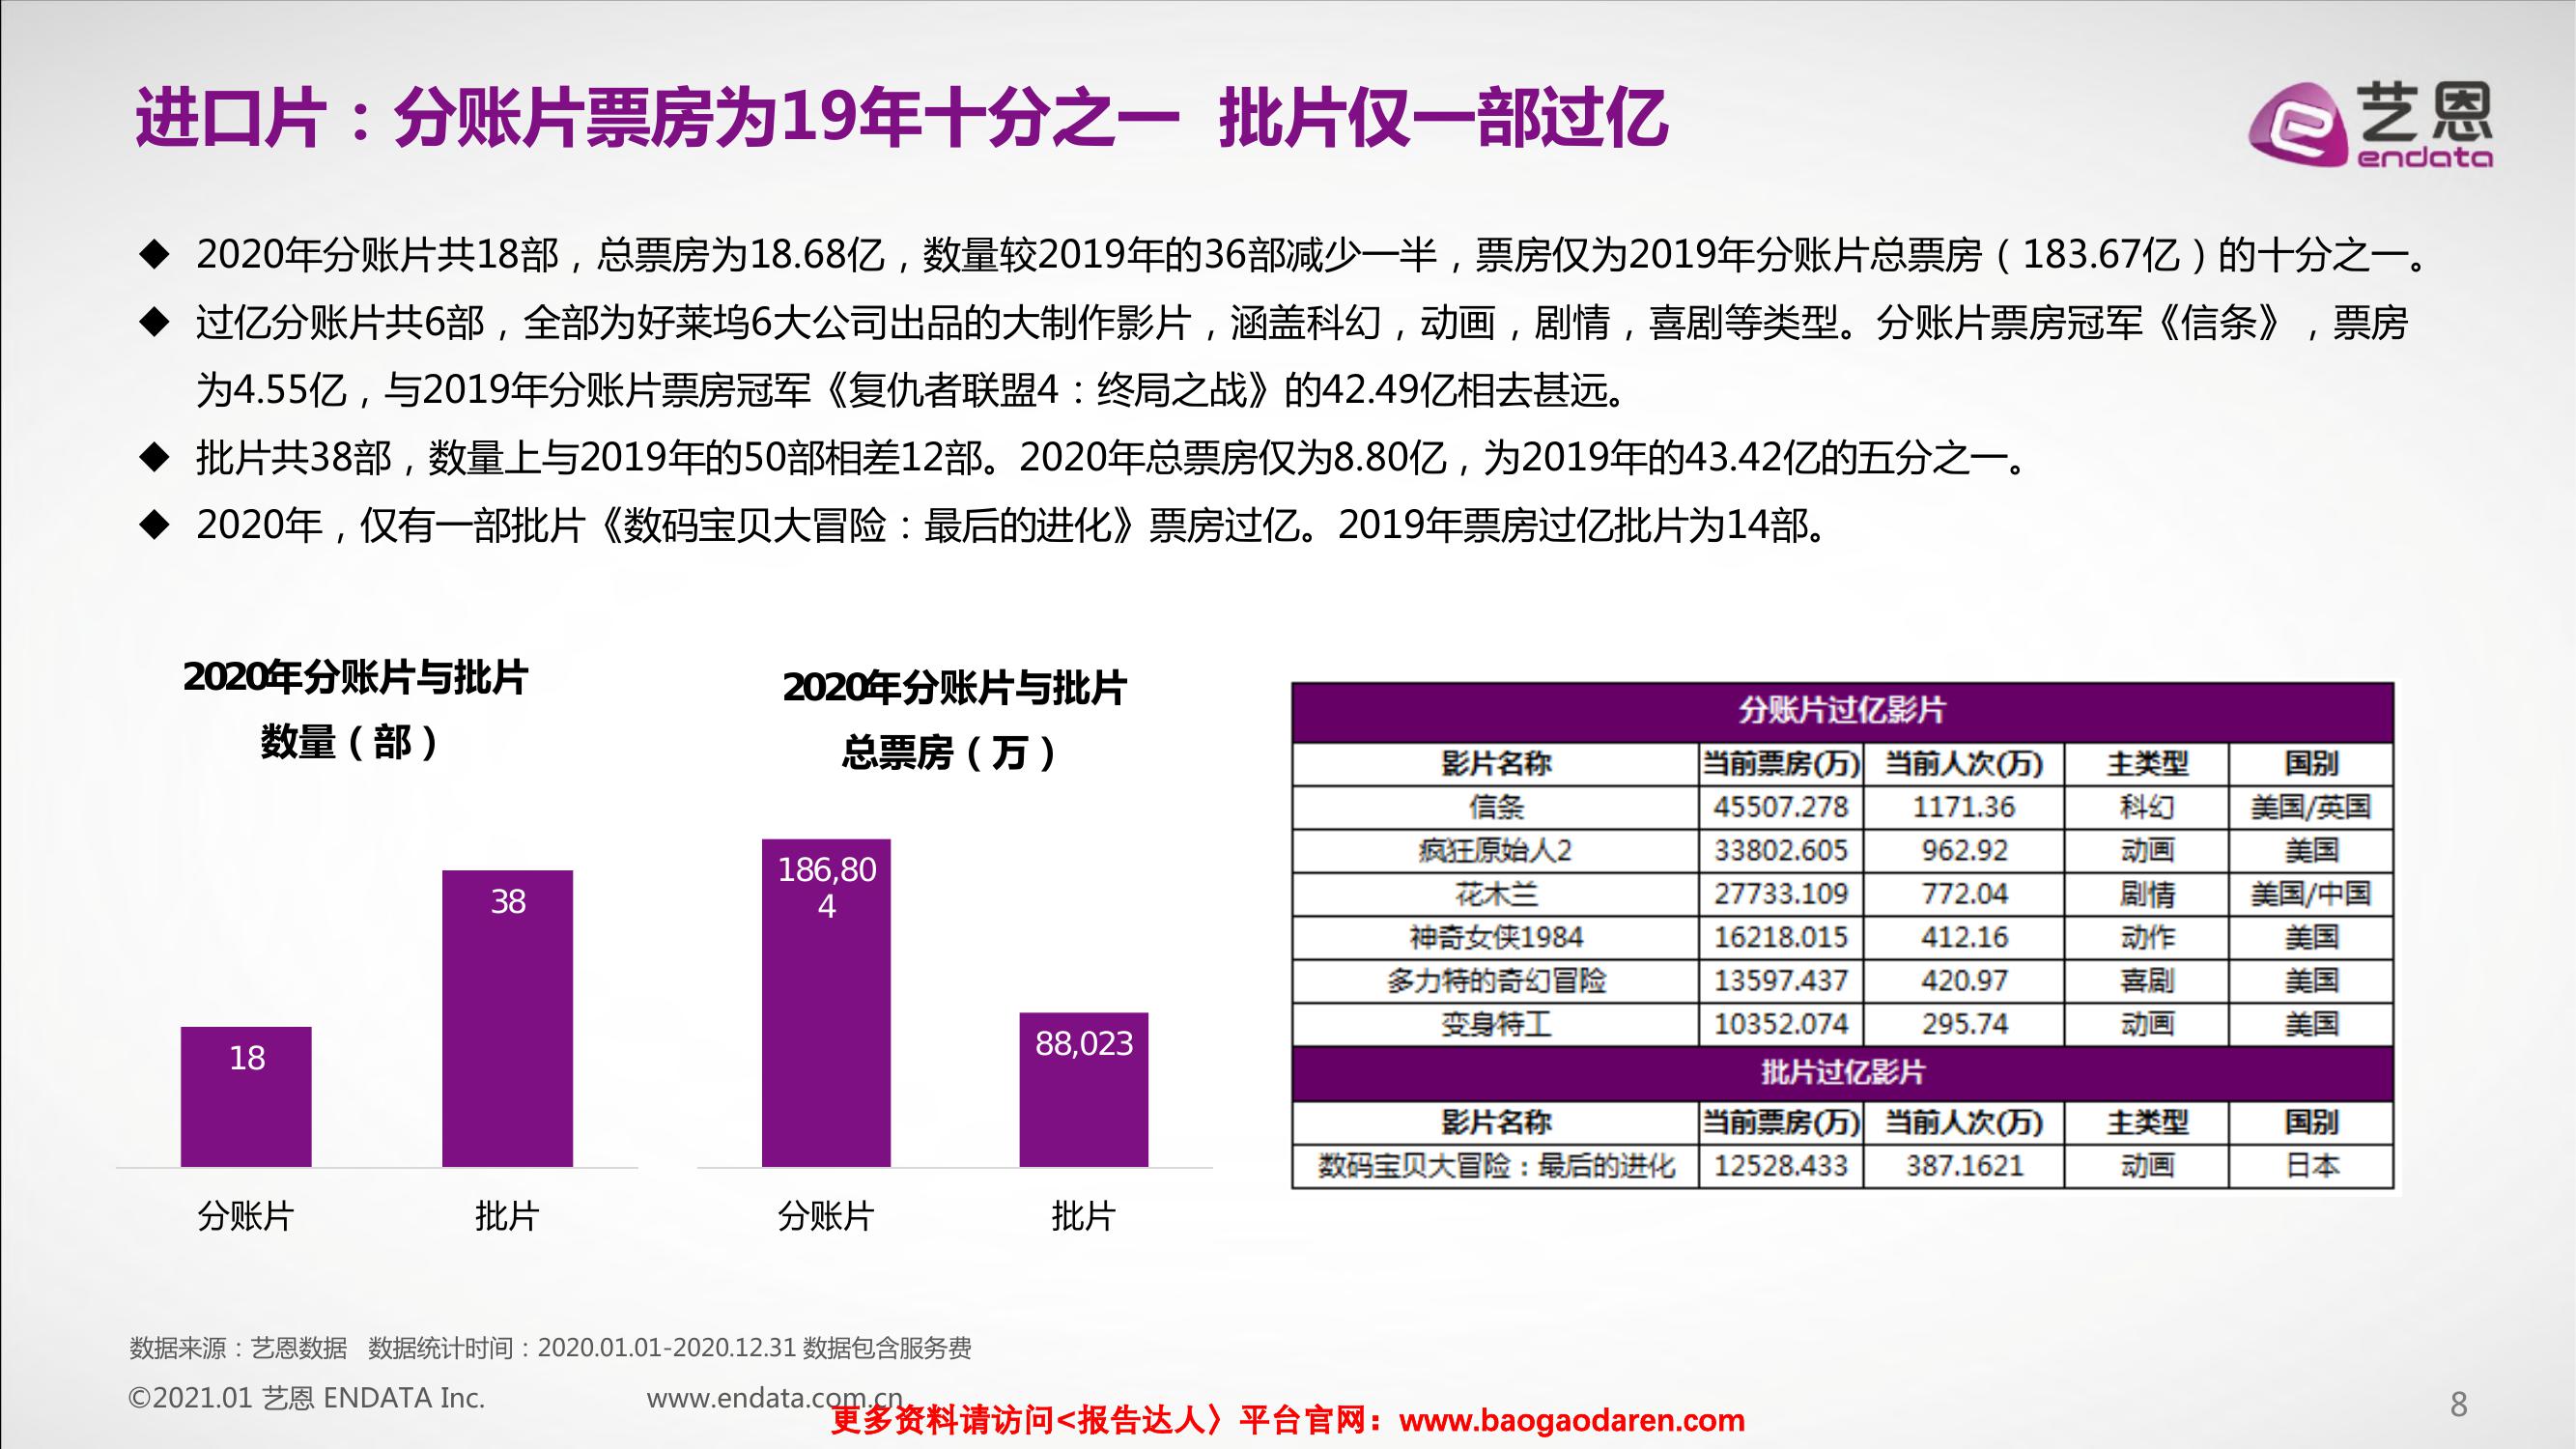 进口片：分账片票房为19年十分之一 批片仅一部过亿
艺恩
endata
◆ 2020年分账片共18部，总票房为18.68亿，数量较2019年的36部减少一半，票房仅为2019年分账片总票房（183.67亿）的十分之一。
◆ 过亿分账片共6部，全部为好莱坞6大公司出品的大制作影片，涵盖科幻，动画，剧情，喜剧等类型。分账片票房冠军《信条》，票房
为4.55亿，与2019年分账片票房冠军《复仇者联盟4：终局之战》的42.49亿相去甚远。
◆ 批片共38部，数量上与2019年的50部相差12部。2020年总票房仅为8.80亿，为2019年的43.42亿的五分之一。
◆ 2020年，仅有一部批片《数码宝贝大冒险：最后的进化》票房过亿。2019年票房过亿批片为14部。
2020年分账片与批片
数量（部）
18
38
分账片 批片
2020年分账片与批片
总票房（万）
186,80
4
88,023
分账片 批片
分账片过亿影片
影片名称 当前票房(万) 当前人次(万) 主类型 国别
信条 45507.278 1171.36 科幻 美国/英国
疯狂原始人2 33802.605 962.92 动画 美国
花木兰 27733.109 772.04 剧情 美国/中国
神奇女侠1984 16218.015 412.16 动作 美国
多力特的奇幻冒险 13597.437 420.97 喜剧 美国
变身特工 10352.074 295.74 动画 美国
批片过亿影片
影片名称 当前票房(万) 当前人次(万) 主类型 国别
数码宝贝大冒险：最后的进化 12528.433 387.1621 动画 日本
数据来源：艺恩数据 数据统计时间：2020.01.01-2020.12.31 数据包含服务费
©2021.01 艺恩 ENDATA Inc. www.endata.com.cn
更多资料请访问<报告达人〉平台官网：www.baogaodaren.com
8